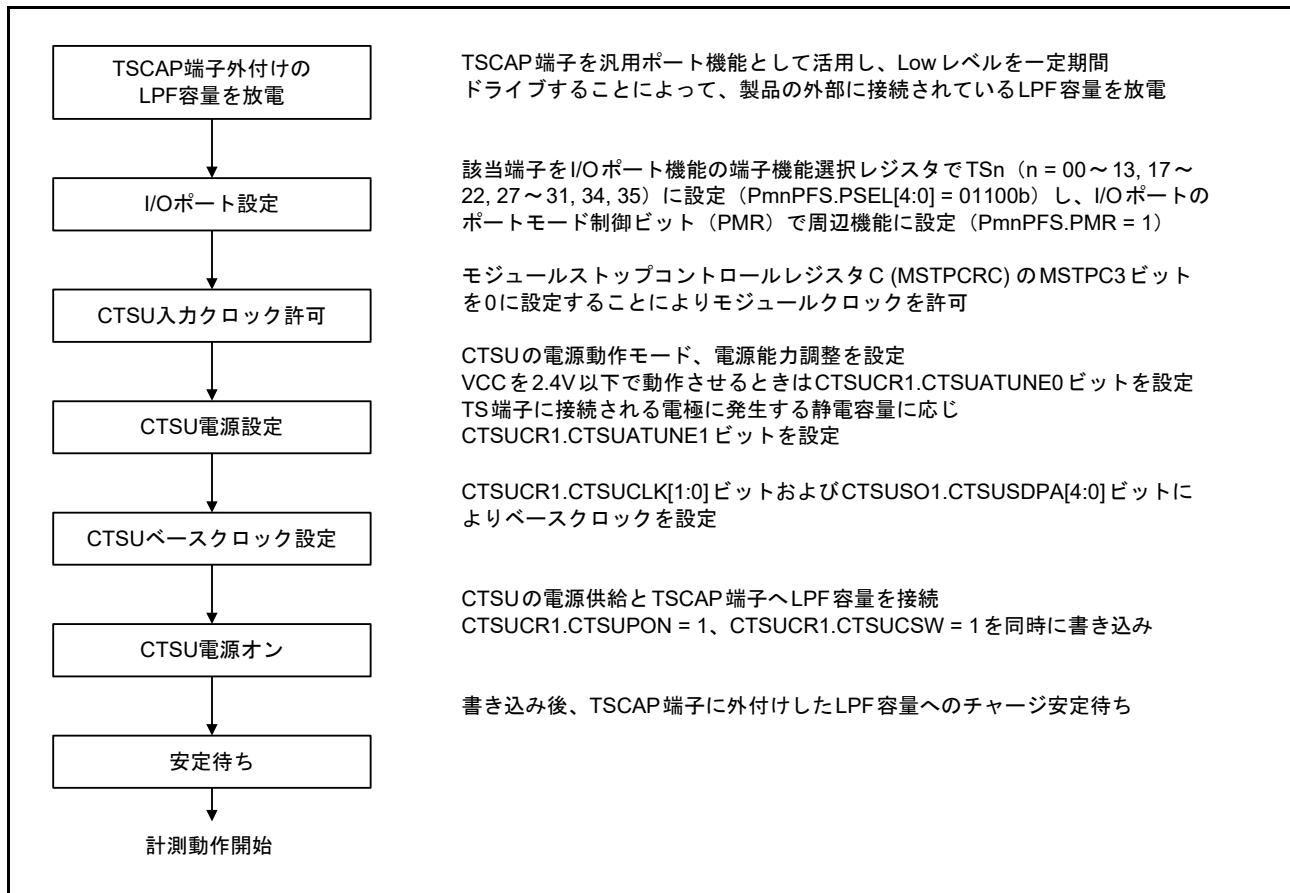 TSCAP端子外付けの
LPF容量を放電
TSCAP端子を汎用ポート機能として活用し、Lowレベルを一定期間
ドライブすることによって、製品の外部に接続されているLPF容量を放電
I/Oポート設定
該当端子をI/Oポート機能の端子機能選択レジスタでTSn（n = 00～13, 17～
22, 27～31, 34, 35）に設定（PmnPFS.PSEL[4:0] = 01100b）し、I/Oポートの
ポートモード制御ビット（PMR）で周辺機能に設定（PmnPFS.PMR = 1）
CTSU入力クロック許可
モジュールストップコントロールレジスタC (MSTPCRC) のMSTPC3ビット
を0に設定することによりモジュールクロックを許可
CTSU電源設定
CTSUの電源動作モード、電源能力調整を設定
VCCを2.4V以下で動作させるときはCTSUCR1.CTSUATUNE0ビットを設定
TS端子に接続される電極に発生する静電容量に応じ
CTSUCR1.CTSUATUNE1ビットを設定
CTSUベースクロック設定
CTSUCR1.CTSUCLK[1:0]ビットおよびCTSUSO1.CTSUSDPA[4:0]ビットに
よりベースクロックを設定
CTSU電源オン
CTSUの電源供給とTSCAP端子へLPF容量を接続
CTSUCR1.CTSUPON = 1、CTSUCR1.CTSUCSW = 1を同時に書き込み
安定待ち
書き込み後、TSCAP端子に外付けしたLPF容量へのチャージ安定待ち
計測動作開始